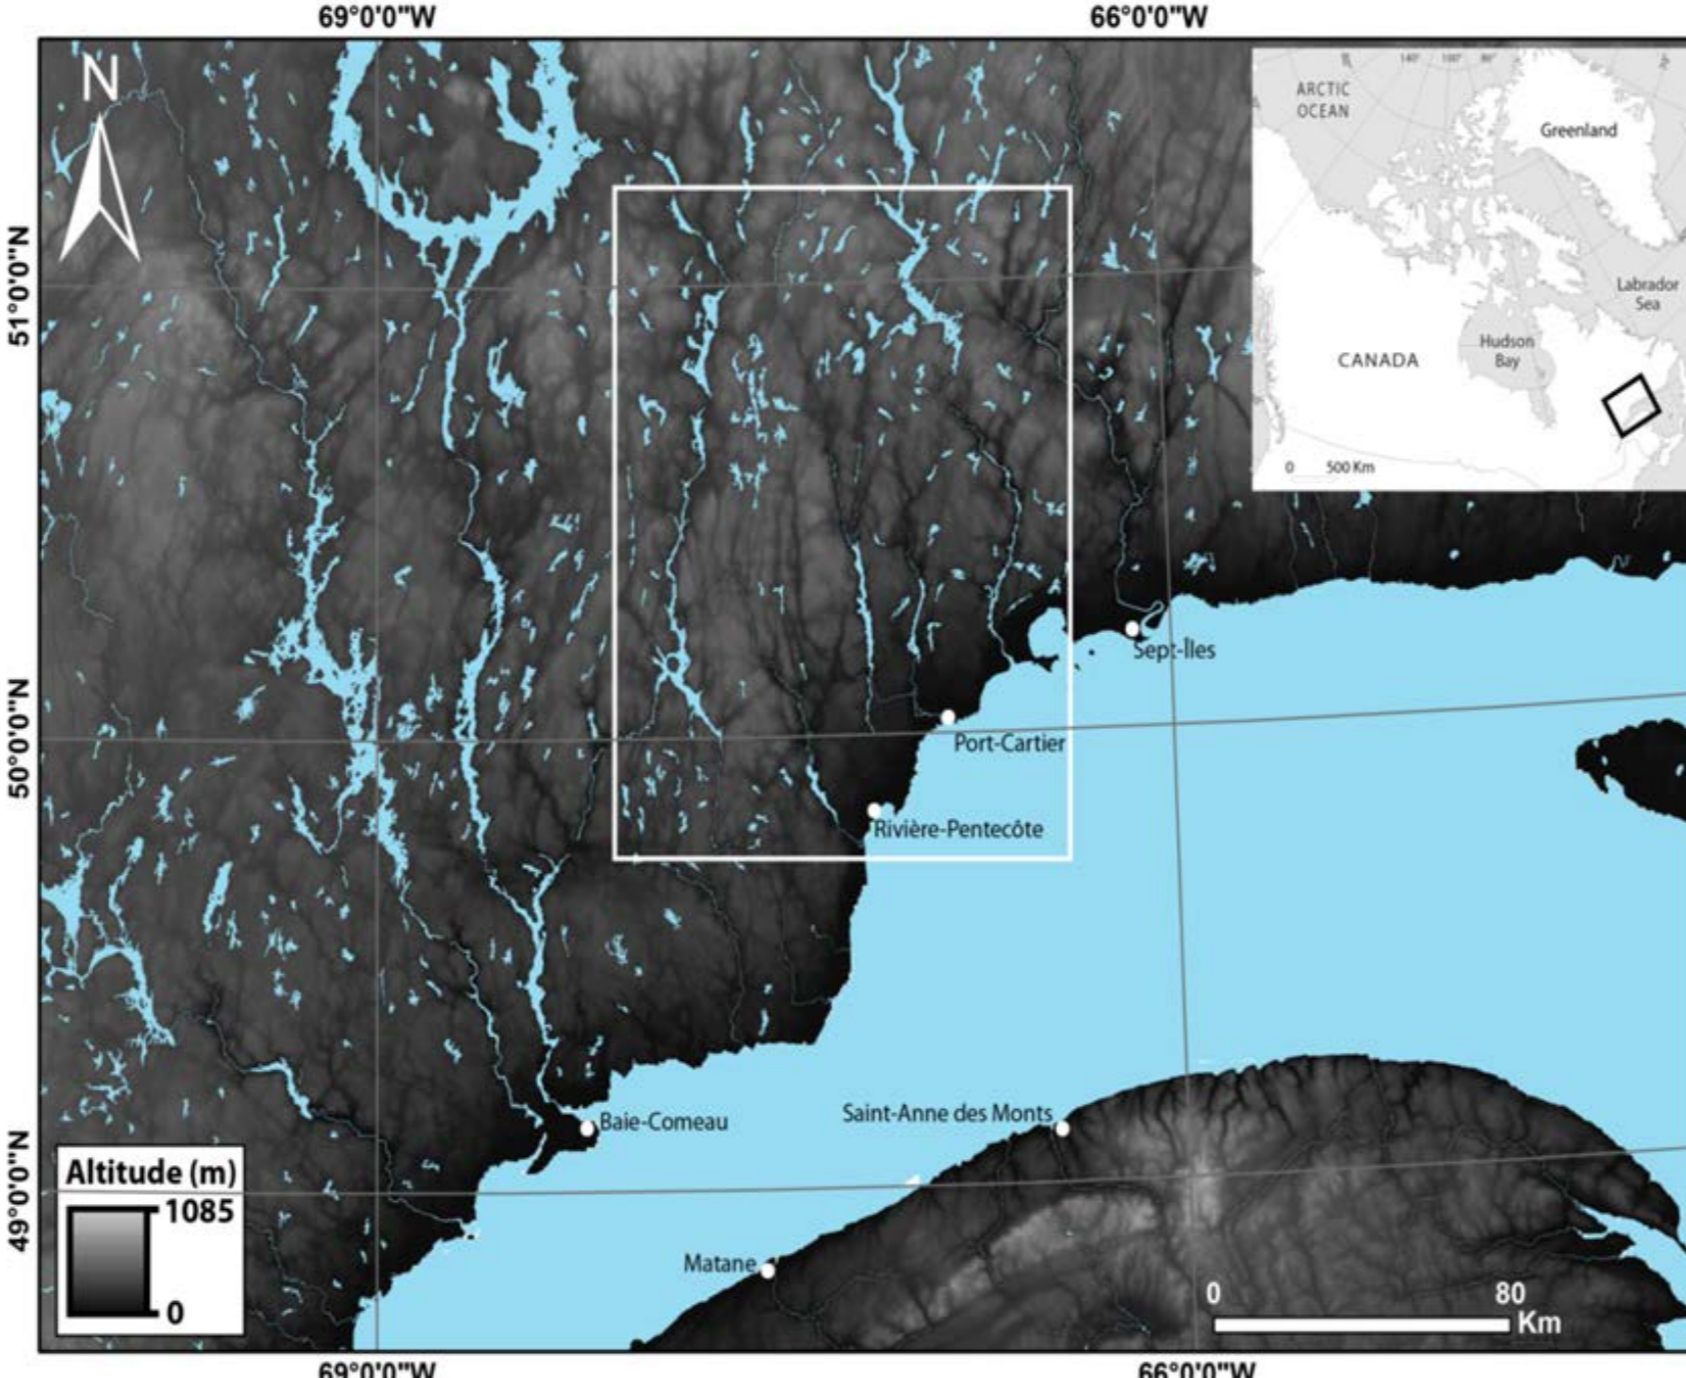 69°0'0"W
66°0'0"W
N
ARCTIC
OCEAN
140°
100°
Greenland
Labrador
Sea
Hudson
Bay
CANADA
0 500 Km
51°0'0"N
50°0'0"N
49°0'0"N
Sept-Îles
Port-Cartier
Rivière-Pentecôte
Baie-Comeau
Saint-Anne des Monts
Matane
Altitude (m)
1085
0
0 80
Km
69°0'0"W
66°0'0"W